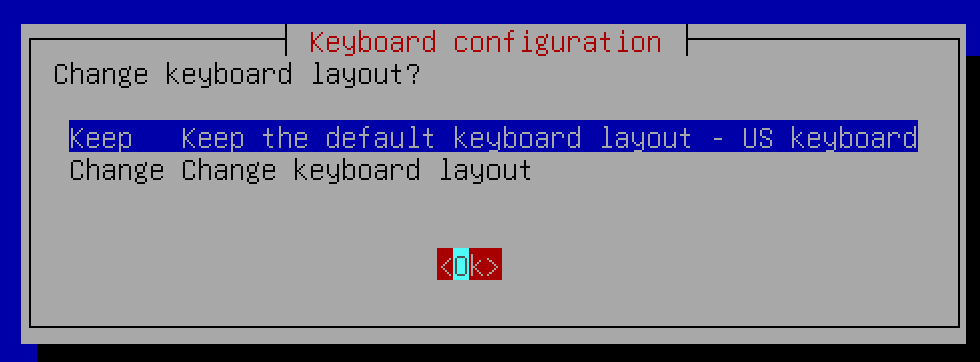 Keyboard configuration
Change keyboard layout?
Keep   Keep the default keyboard layout - US keyboard
Change Change keyboard layout
<Ok>